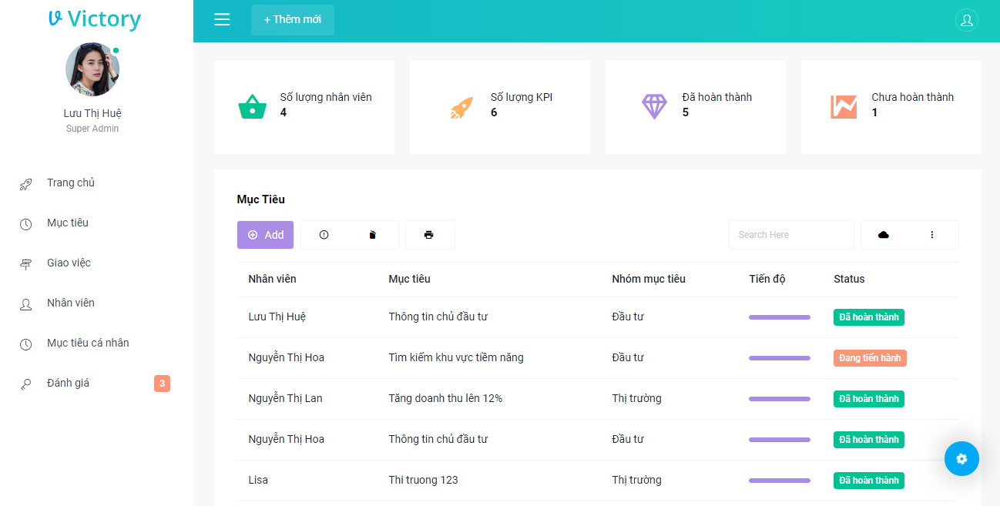 Victory
Lưu Thị Huệ
Super Admin
Trang chủ
Mục tiêu
Giao việc
Nhân viên
Mục tiêu cá nhân
Đánh giá 3
+ Thêm mới
Số lượng nhân viên
4
Số lượng KPI
6
Đã hoàn thành
5
Chưa hoàn thành
1
Mục Tiêu
Add
Search Here
Nhân viên Mục tiêu Nhóm mục tiêu Tiến độ Status
Lưu Thị Huệ Thông tin chủ đầu tư Đầu tư Đã hoàn thành
Nguyễn Thị Hoa Tìm kiếm khu vực tiềm năng Đầu tư Đang tiến hành
Nguyễn Thị Lan Tăng doanh thu lên 12% Thị trường Đã hoàn thành
Nguyễn Thị Hoa Thông tin chủ đầu tư Đầu tư Đã hoàn thành
Lisa Thi truong 123 Thị trường Đã hoàn thành